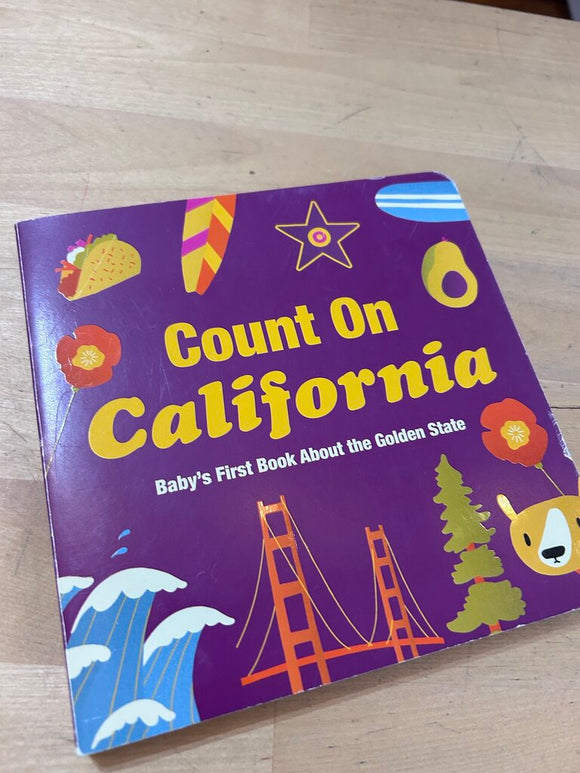 Count On
California
Baby's First Book About the Golden State